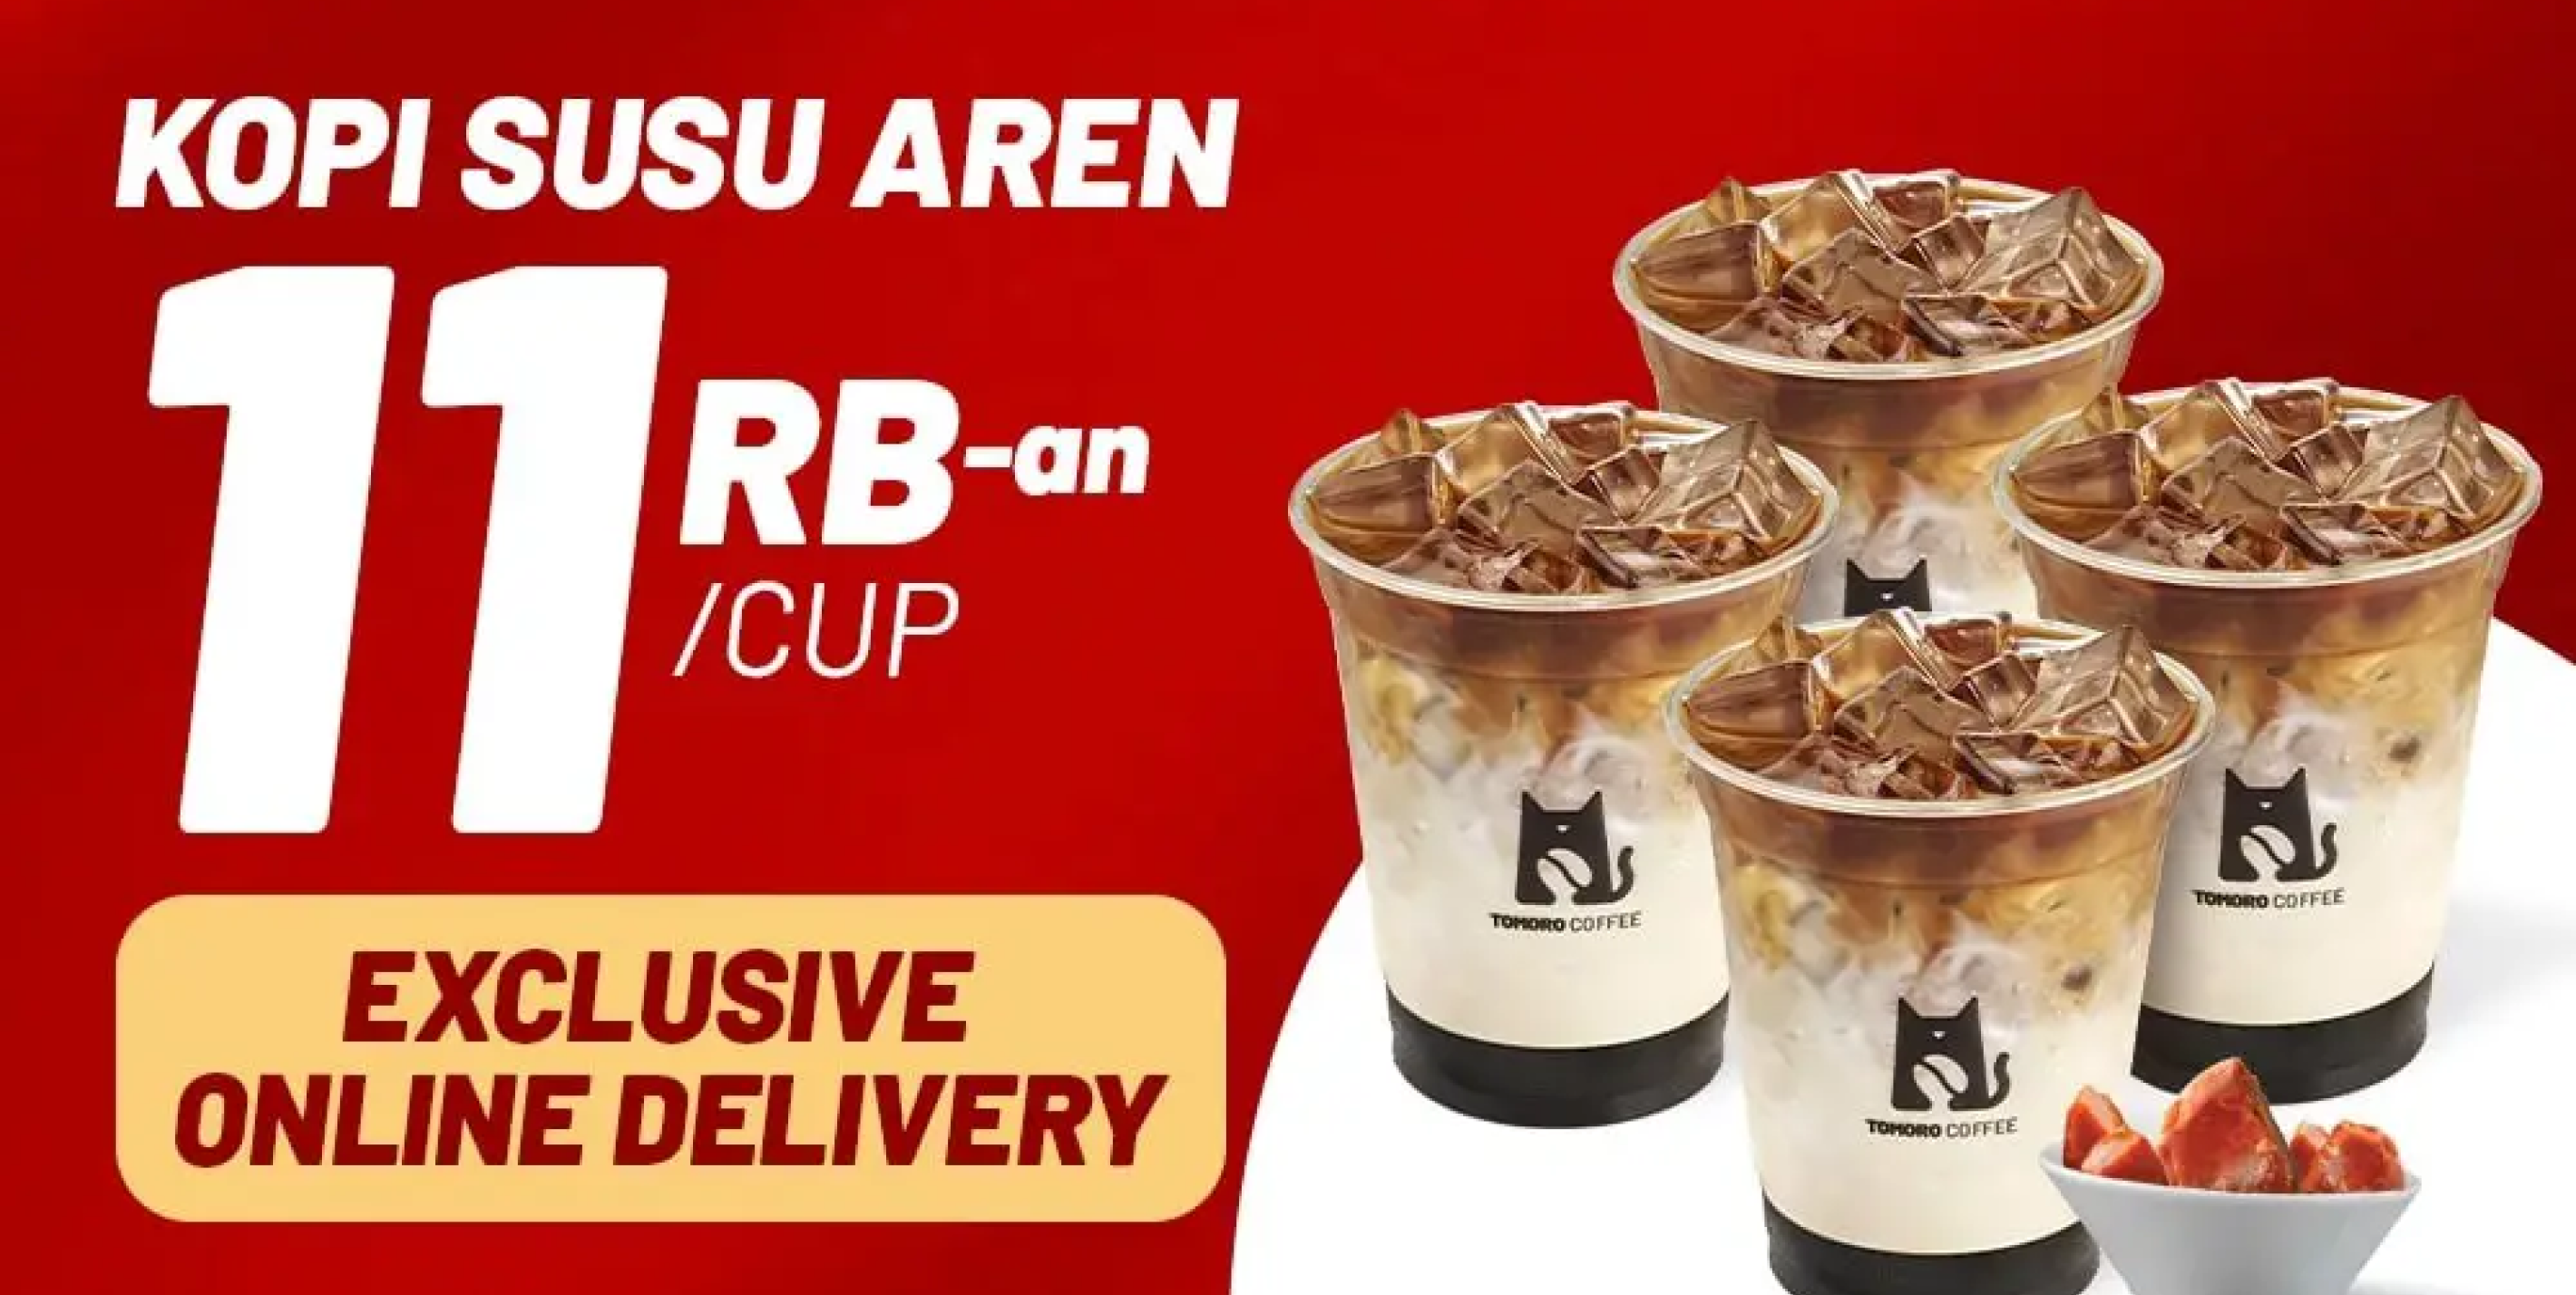 KOPI SUSU AREN
11 RB-an
/CUP
EXCLUSIVE
ONLINE DELIVERY
TOMORO COFFEE
TOMORO COFFEE
TOMORO COFFEE